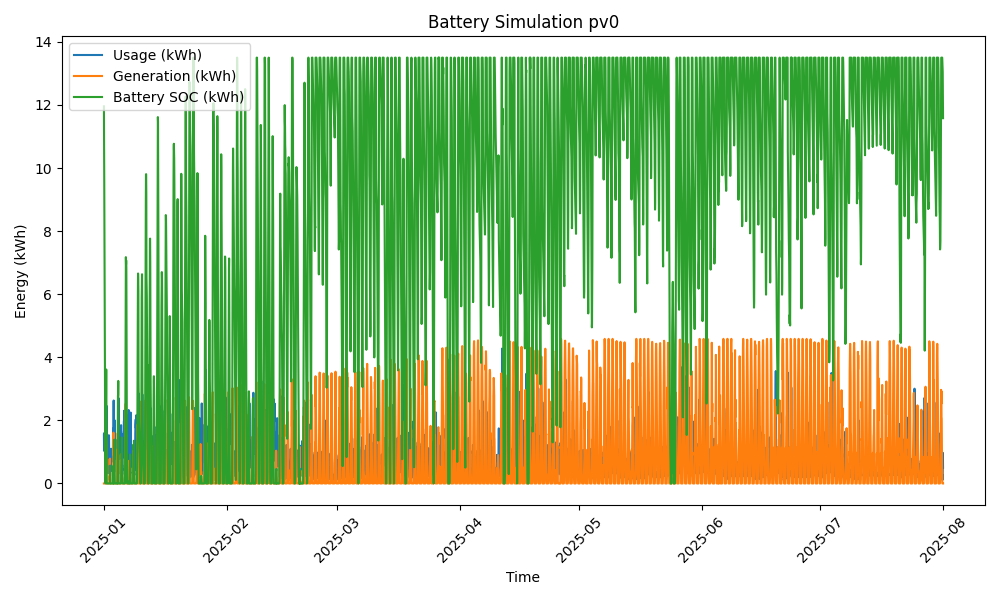 Battery Simulation pv0
Usage (kWh)
Generation (kWh)
Battery SOC (kWh)
Energy (kWh)
14
12
10
8
6
4
2
0
2025-01
2025-02
2025-03
2025-04
2025-05
2025-06
2025-07
2025-08
Time